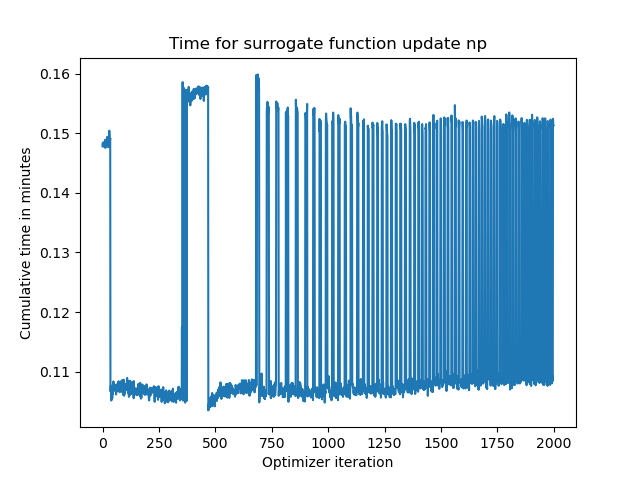 Time for surrogate function update np
Cumulative time in minutes
0.16
0.15
0.14
0.13
0.12
0.11
0 250 500 750 1000 1250 1500 1750 2000
Optimizer iteration